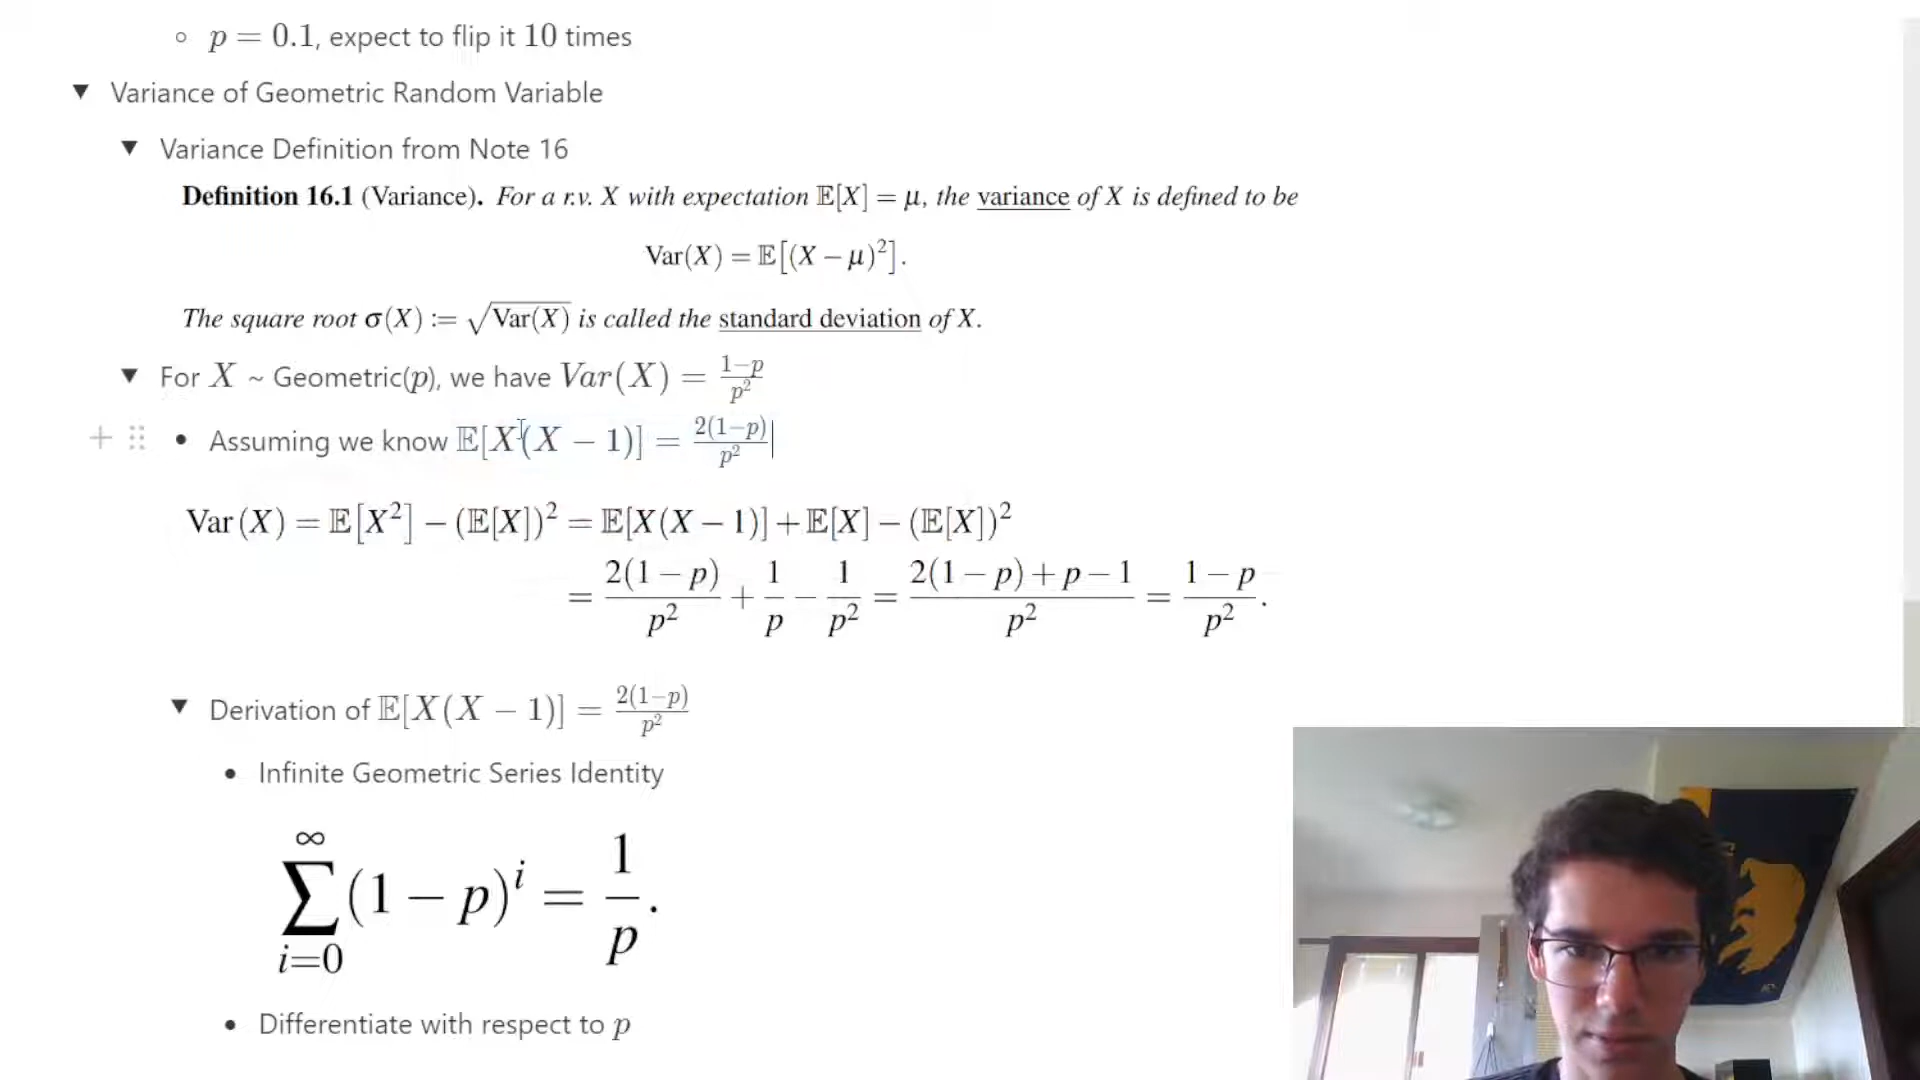 p = 0.1, expect to flip it 10 times
Variance of Geometric Random Variable
Variance Definition from Note 16
Definition 16.1 (Variance). For a r.v. X with expectation 𝔼[X] = μ, the variance of X is defined to be
Var(X) = 𝔼[(X − μ)²].
The square root σ(X) := √Var(X) is called the standard deviation of X.
For X ~ Geometric(p), we have Var(X) = (1−p)/p²
Assuming we know 𝔼[X(X − 1)] = 2(1−p)/p²
Var(X) = 𝔼[X²] − (𝔼[X])² = 𝔼[X(X − 1)] + 𝔼[X] − (𝔼[X])²
= 2(1 − p)/p² + 1/p − 1/p² = (2(1 − p) + p − 1)/p² = (1 − p)/p².
Derivation of 𝔼[X(X − 1)] = 2(1−p)/p²
Infinite Geometric Series Identity
∑_{i=0}^{∞} (1 − p)^i = 1/p.
Differentiate with respect to p